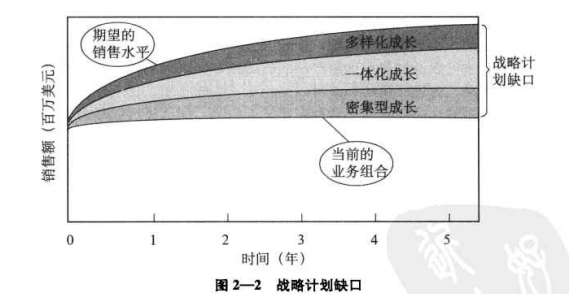 期望的
销售水平
多样化成长
一体化成长
密集型成长
战略计
划缺口
当前的
业务组合
销售额（百万美元）
0 1 2 3 4 5
时间（年）
图 2—2 战略计划缺口